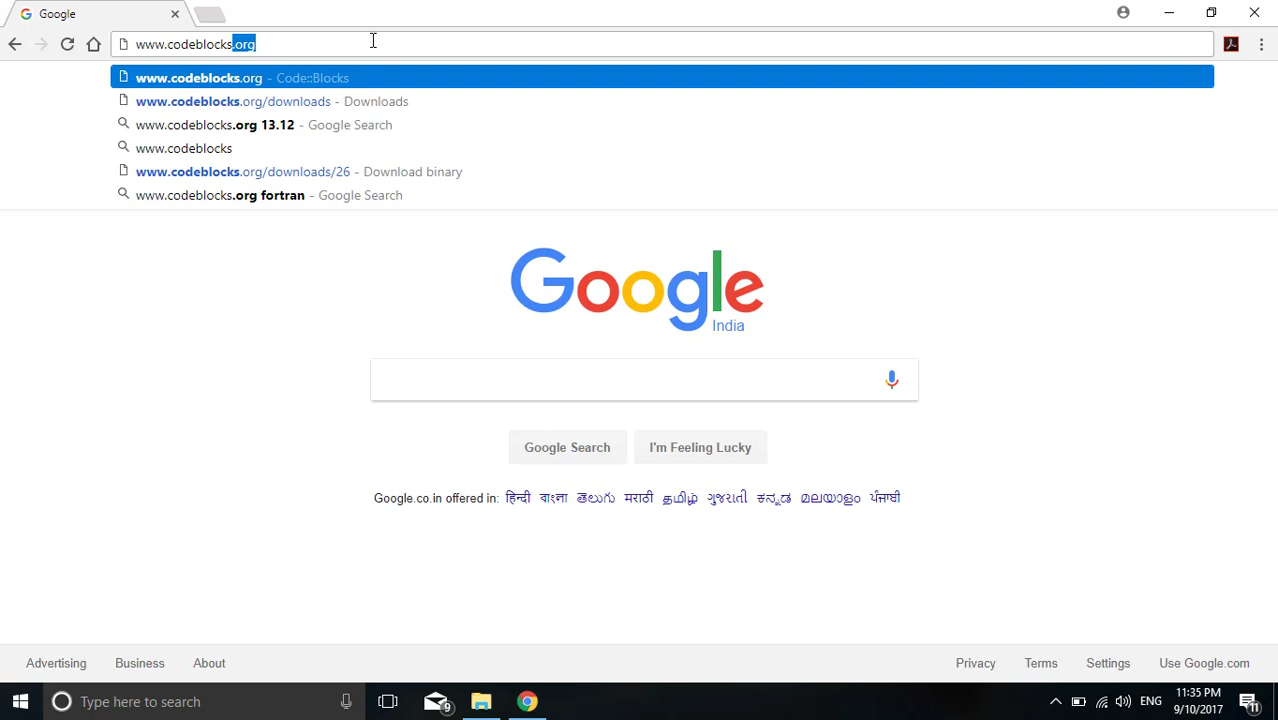 Google
www.codeblocks.org
www.codeblocks.org - Code::Blocks
www.codeblocks.org/downloads - Downloads
www.codeblocks.org 13.12 - Google Search
www.codeblocks
www.codeblocks.org/downloads/26 - Download binary
www.codeblocks.org fortran - Google Search
Google
India
Google Search I'm Feeling Lucky
Google.co.in offered in: हिन्दी বাংলা తెలుగు मराठी தமிழ் ગુજરાતી ಕನ್ನಡ മലയാളം ਪੰਜਾਬੀ
Advertising Business About Privacy Terms Settings Use Google.com
Type here to search 9 ENG 11:35 PM
9/10/2017 11